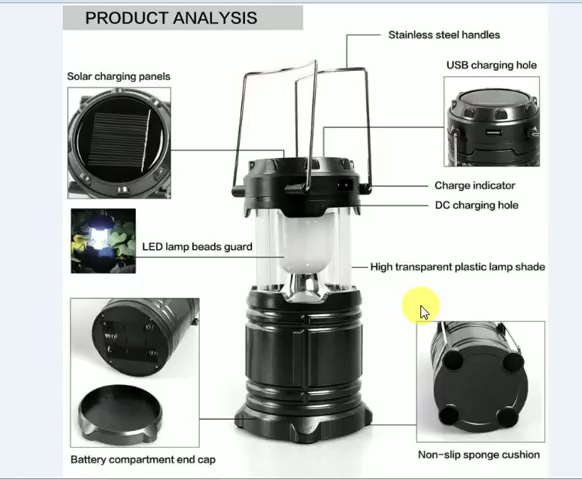 PRODUCT ANALYSIS
Stainless steel handles
USB charging hole
Solar charging panels
Charge indicator
DC charging hole
LED lamp beads guard
High transparent plastic lamp shade
Battery compartment end cap
Non-slip sponge cushion